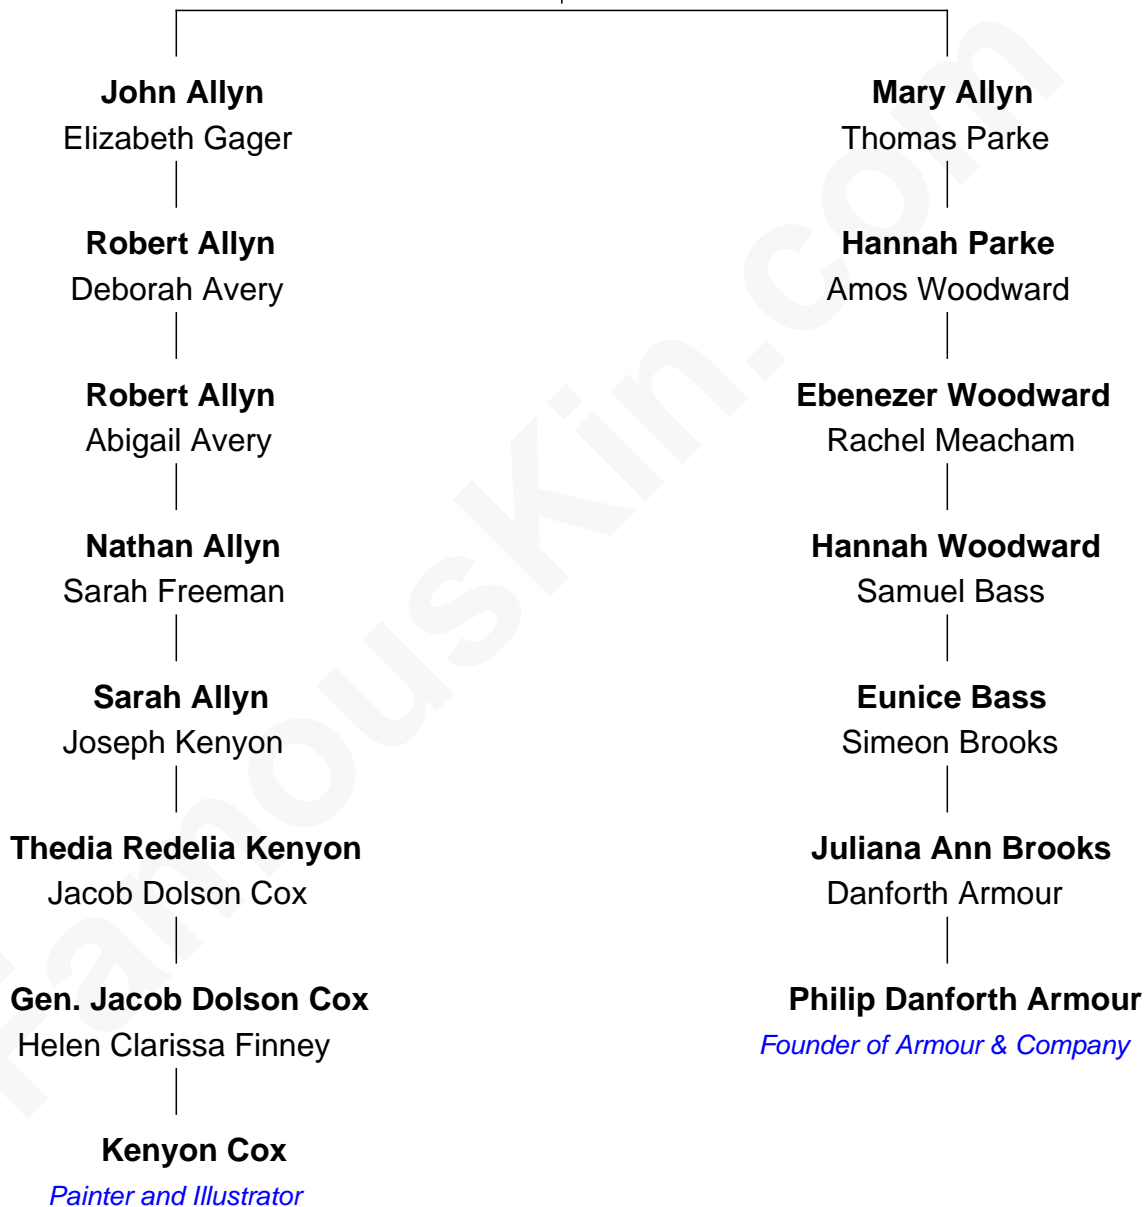 John Allyn
Elizabeth Gager
Robert Allyn
Deborah Avery
Robert Allyn
Abigail Avery
Nathan Allyn
Sarah Freeman
Sarah Allyn
Joseph Kenyon
Thedia Redelia Kenyon
Jacob Dolson Cox
Gen. Jacob Dolson Cox
Helen Clarissa Finney
Kenyon Cox
Painter and Illustrator
Mary Allyn
Thomas Parke
Hannah Parke
Amos Woodward
Ebenezer Woodward
Rachel Meacham
Hannah Woodward
Samuel Bass
Eunice Bass
Simeon Brooks
Juliana Ann Brooks
Danforth Armour
Philip Danforth Armour
Founder of Armour & Company
FamousKin.com